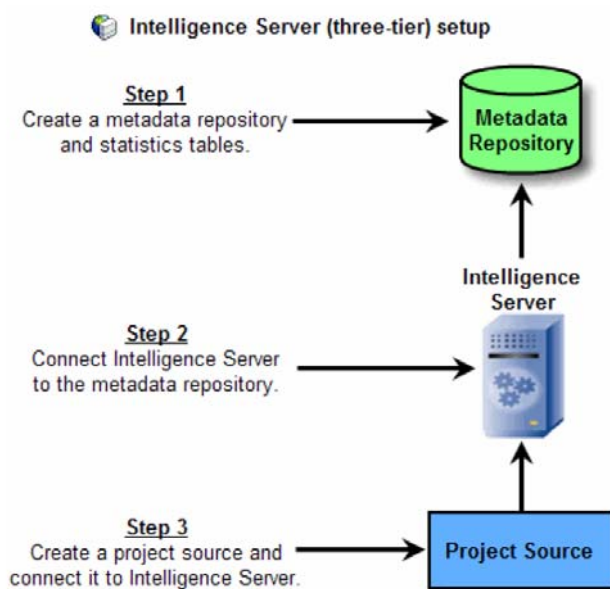 Intelligence Server (three-tier) setup
Step 1
Create a metadata repository
and statistics tables.
Metadata
Repository
Intelligence
Server
Step 2
Connect Intelligence Server
to the metadata repository.
Step 3
Create a project source and
connect it to Intelligence Server.
Project Source